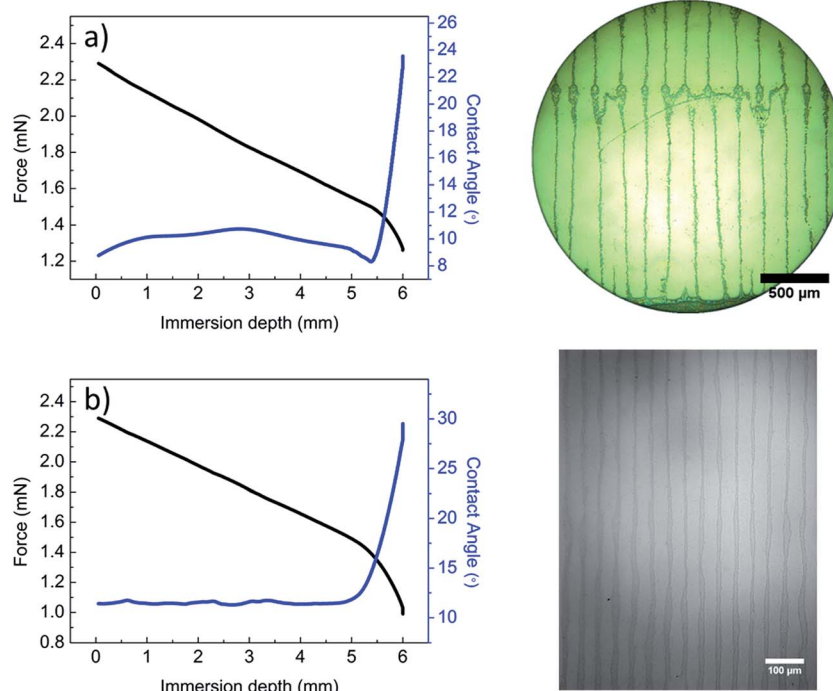 a)
2.4
2.2
2.0
1.8
1.6
1.4
1.2
Force (mN)
26
24
22
20
18
16
14
12
10
8
Contact Angle (°)
0 1 2 3 4 5 6
Immersion depth (mm)
500 µm
b)
2.4
2.2
2.0
1.8
1.6
1.4
1.2
1.0
0.8
Force (mN)
30
25
20
15
10
Contact Angle (°)
0 1 2 3 4 5 6
Immersion depth (mm)
100 µm